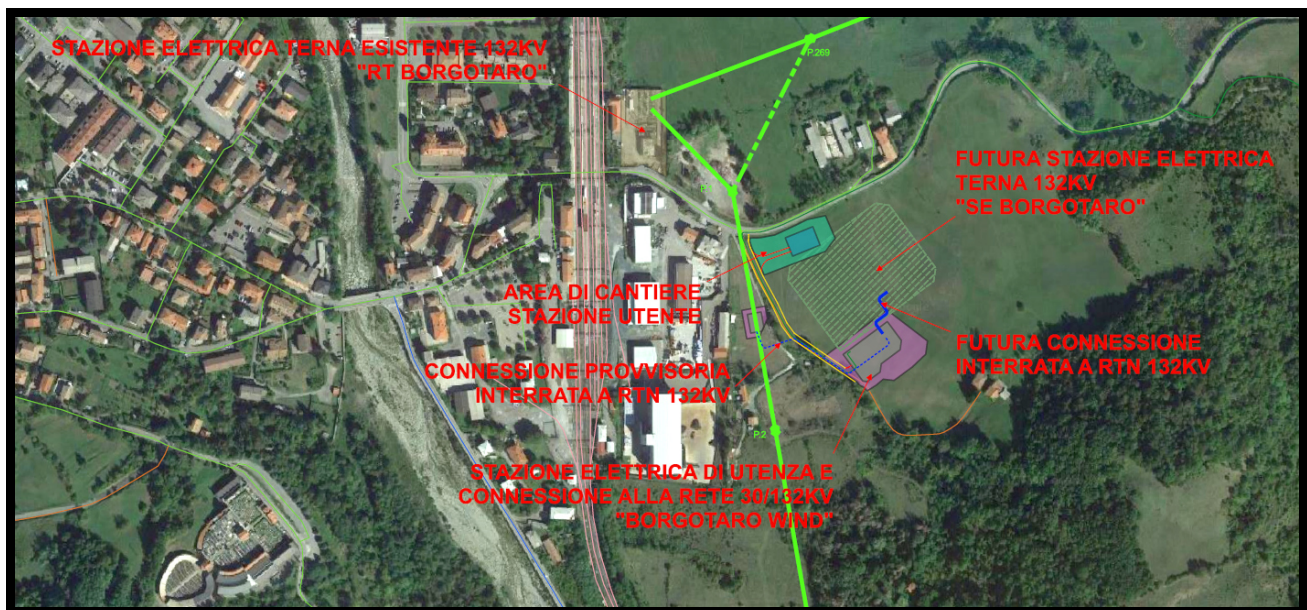 STAZIONE ELETTRICA TERNA ESISTENTE 132KV
"RT BORGOTARO"
P.269
FUTURA STAZIONE ELETTRICA
TERNA 132KV
"SE BORGOTARO"
AREA DI CANTIERE
STAZIONE UTENTE
FUTURA CONNESSIONE
INTERRATA A RTN 132KV
CONNESSIONE PROVVISORIA
INTERRATA A RTN 132KV
P.2
STAZIONE ELETTRICA DI UTENZA E
CONNESSIONE ALLA RETE 30/132KV
"BORGOTARO WIND"